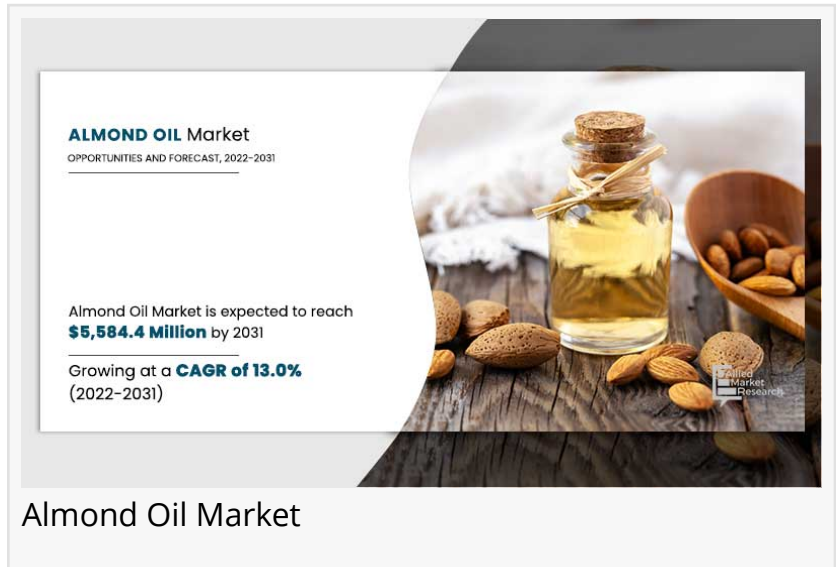 ALMOND OIL Market
OPPORTUNITIES AND FORECAST, 2022-2031
Almond Oil Market is expected to reach
$5,584.4 Million by 2031
Growing at a CAGR of 13.0%
(2022-2031)
Allied
Market
Research
Almond Oil Market